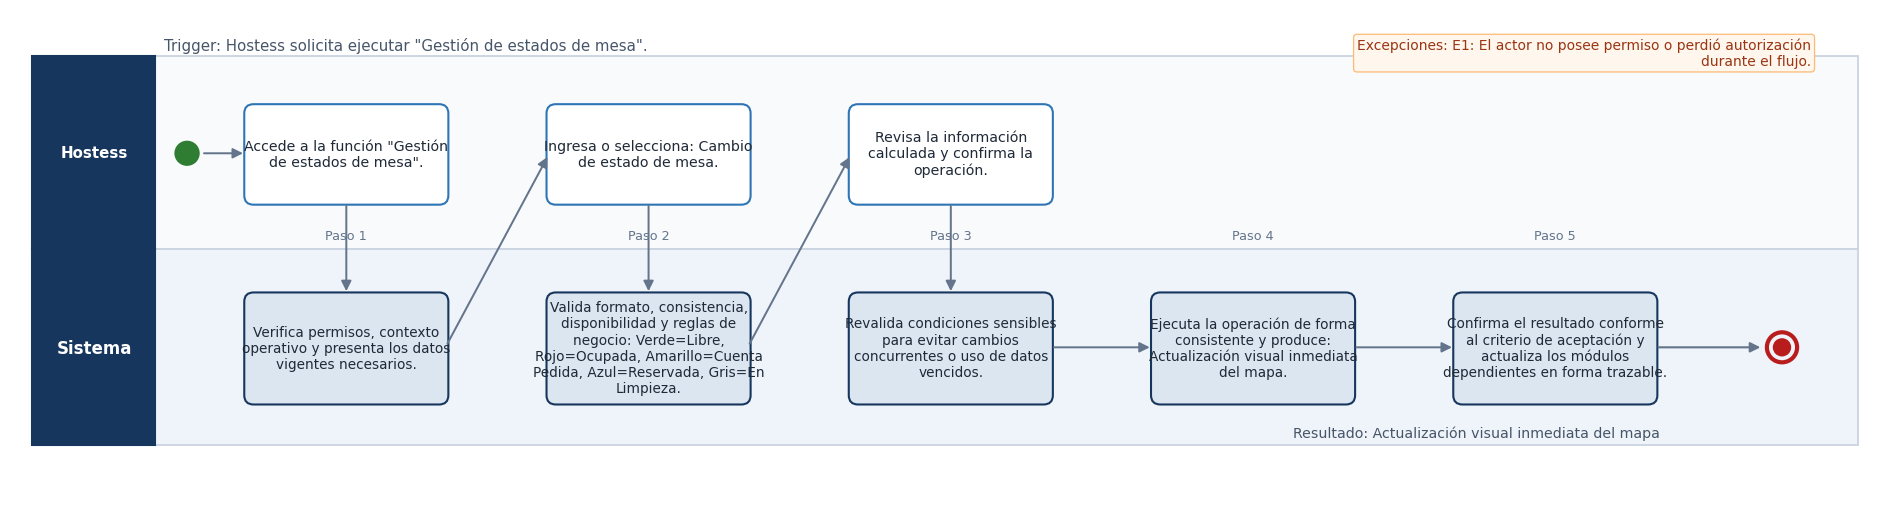 Trigger: Hostess solicita ejecutar "Gestión de estados de mesa".
Excepciones: E1: El actor no posee permiso o perdió autorización
durante el flujo.
Hostess
Accede a la función "Gestión
de estados de mesa".
Ingresa o selecciona: Cambio
de estado de mesa.
Revisa la información
calculada y confirma la
operación.
Paso 1
Paso 2
Paso 3
Paso 4
Paso 5
Sistema
Verifica permisos, contexto
operativo y presenta los datos
vigentes necesarios.
Valida formato, consistencia,
disponibilidad y reglas de
negocio: Verde=Libre,
Rojo=Ocupada, Amarillo=Cuenta
Pedida, Azul=Reservada, Gris=En
Limpieza.
Revalida condiciones sensibles
para evitar cambios
concurrentes o uso de datos
vencidos.
Ejecuta la operación de forma
consistente y produce:
Actualización visual inmediata
del mapa.
Confirma el resultado conforme
al criterio de aceptación y
actualiza los módulos
dependientes en forma trazable.
Resultado: Actualización visual inmediata del mapa